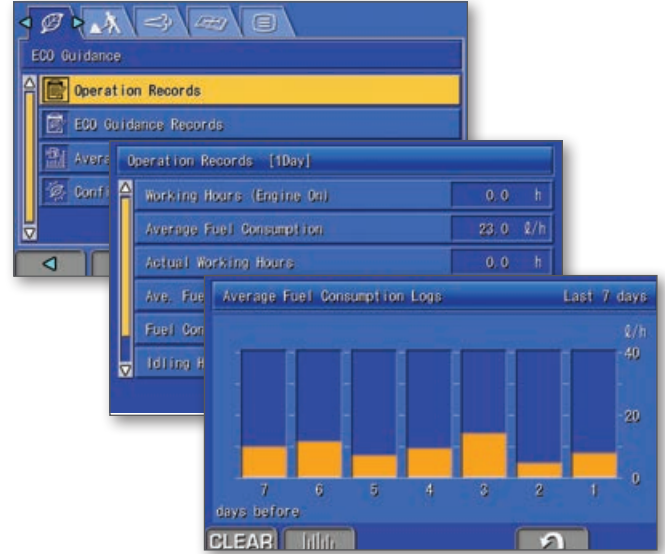 ECO Guidance
Operation Records
ECO Guidance Records
Avera
Confi
Operation Records [1Day]
Working Hours (Engine On) 0.0 h
Average Fuel Consumption 23.0 ℓ/h
Actual Working Hours 0.0 h
Ave. Fue
Fuel Con
Idling H
Average Fuel Consumption Logs Last 7 days
ℓ/h
40
20
0
7 6 5 4 3 2 1
days before
CLEAR